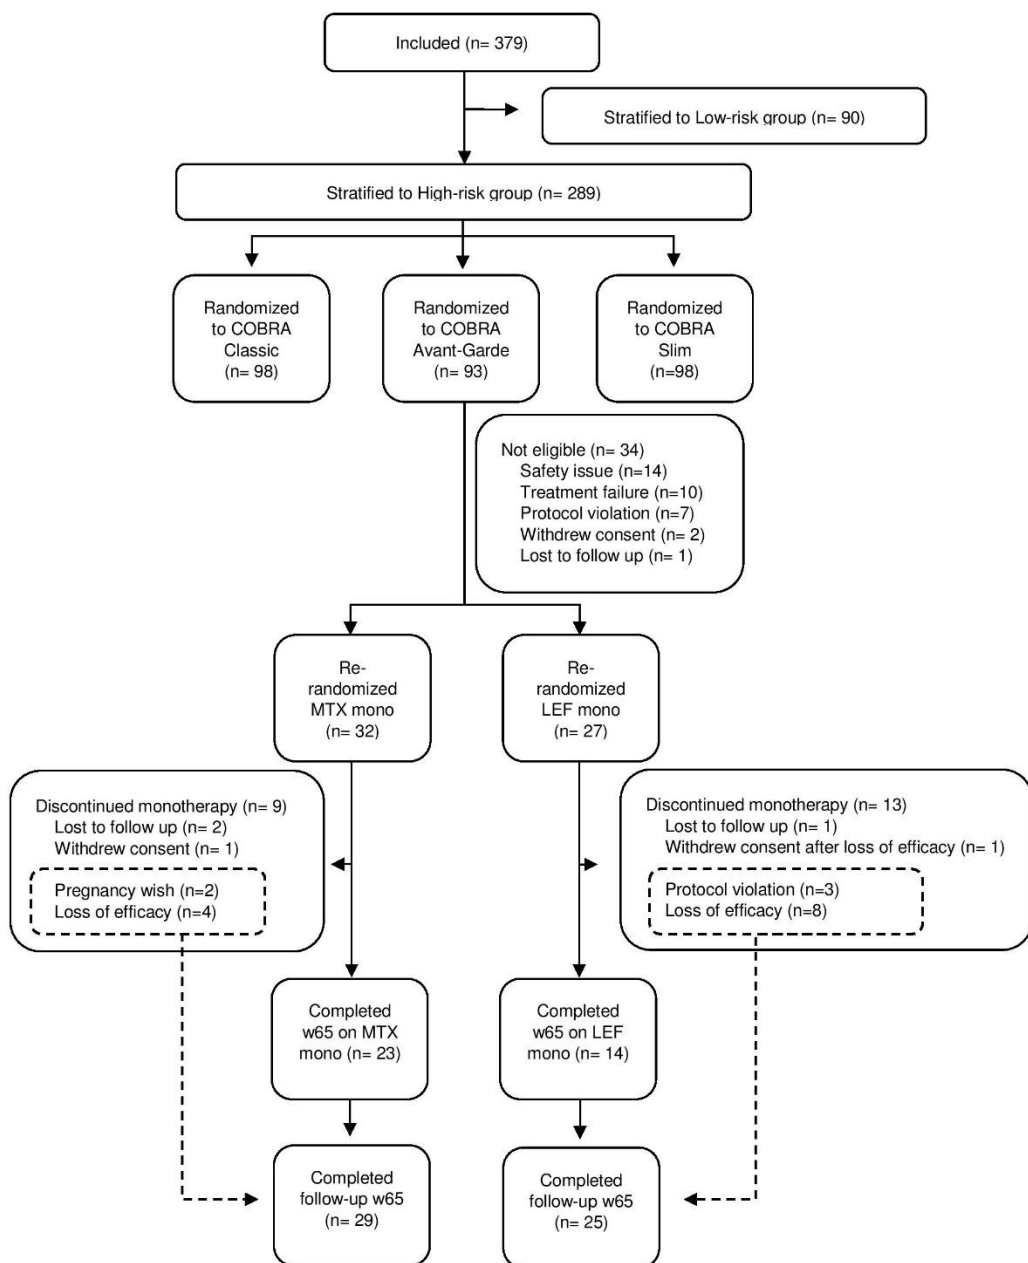 Included (n= 379)
Stratified to Low-risk group (n= 90)
Stratified to High-risk group (n= 289)
Randomized
to COBRA
Classic
(n= 98)
Randomized
to COBRA
Avant-Garde
(n= 93)
Randomized
to COBRA
Slim
(n=98)
Not eligible (n= 34)
Safety issue (n=14)
Treatment failure (n=10)
Protocol violation (n=7)
Withdrew consent (n= 2)
Lost to follow up (n= 1)
Re-
randomized
MTX mono
(n= 32)
Re-
randomized
LEF mono
(n= 27)
Discontinued monotherapy (n= 9)
Lost to follow up (n= 2)
Withdrew consent (n= 1)
Pregnancy wish (n=2)
Loss of efficacy (n=4)
Discontinued monotherapy (n= 13)
Lost to follow up (n= 1)
Withdrew consent after loss of efficacy (n= 1)
Protocol violation (n=3)
Loss of efficacy (n=8)
Completed
w65 on MTX
mono (n= 23)
Completed
w65 on LEF
mono (n= 14)
Completed
follow-up w65
(n= 29)
Completed
follow-up w65
(n= 25)